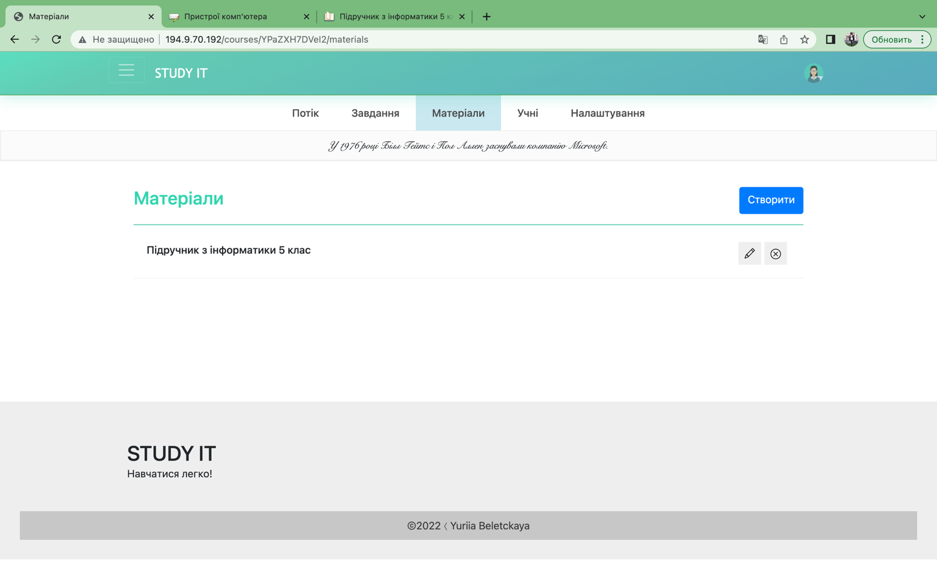 Матеріали
Пристрої комп'ютера
Підручник з інформатики 5 к
Не защищено
194.9.70.192/courses/YPaZXH7DVeI2/materials
Обновить
STUDY IT
Потік Завдання Матеріали Учні Налаштування
У 1976 році Білл Гейтс і Пол Аллен заснували компанію Microsoft.
Матеріали
Створити
Підручник з інформатики 5 клас
STUDY IT
Навчатися легко!
©2022 《 Yuriia Beletckaya